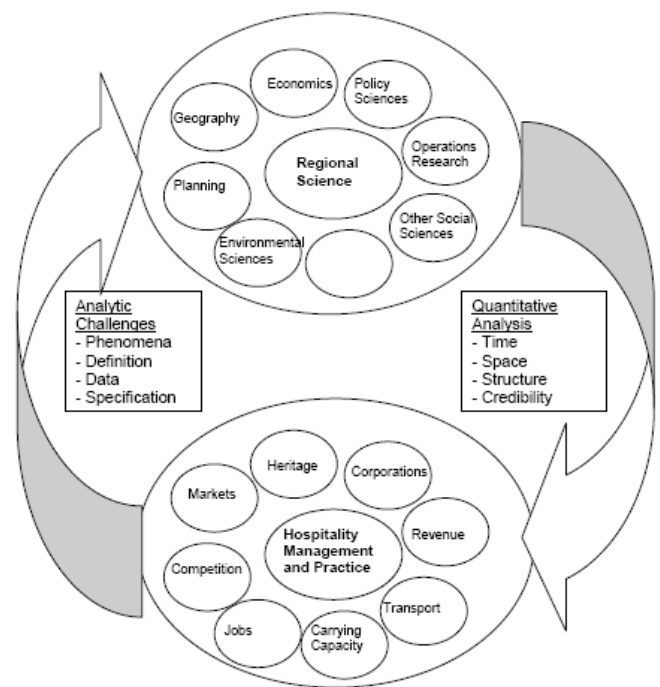 Economics
Policy
Sciences
Geography
Operations
Research
Regional
Science
Planning
Other Social
Sciences
Environmental
Sciences
Analytic
Challenges
- Phenomena
- Definition
- Data
- Specification
Quantitative
Analysis
- Time
- Space
- Structure
- Credibility
Heritage
Corporations
Markets
Revenue
Hospitality
Management
and Practice
Competition
Transport
Jobs
Carrying
Capacity